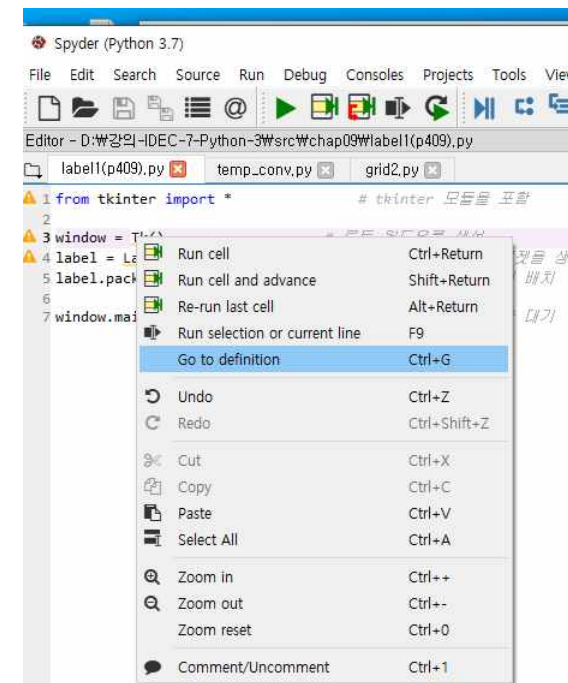 Spyder (Python 3.7)
File Edit Search Source Run Debug Consoles Projects Tools View
Editor - D:₩강의-IDEC-7-Python-3₩src₩chap09₩label1(p409).py
label1(p409).py temp_conv.py grid2.py
1 from tkinter import * # tkinter 모듈을 포함
2
3 window = Tk()
4 label = La
5 label.pack 배치
6
7 window.mai 대기
Run cell Ctrl+Return
Run cell and advance Shift+Return
Re-run last cell Alt+Return
Run selection or current line F9
Go to definition Ctrl+G
Undo Ctrl+Z
Redo Ctrl+Shift+Z
Cut Ctrl+X
Copy Ctrl+C
Paste Ctrl+V
Select All Ctrl+A
Zoom in Ctrl++
Zoom out Ctrl+-
Zoom reset Ctrl+0
Comment/Uncomment Ctrl+1